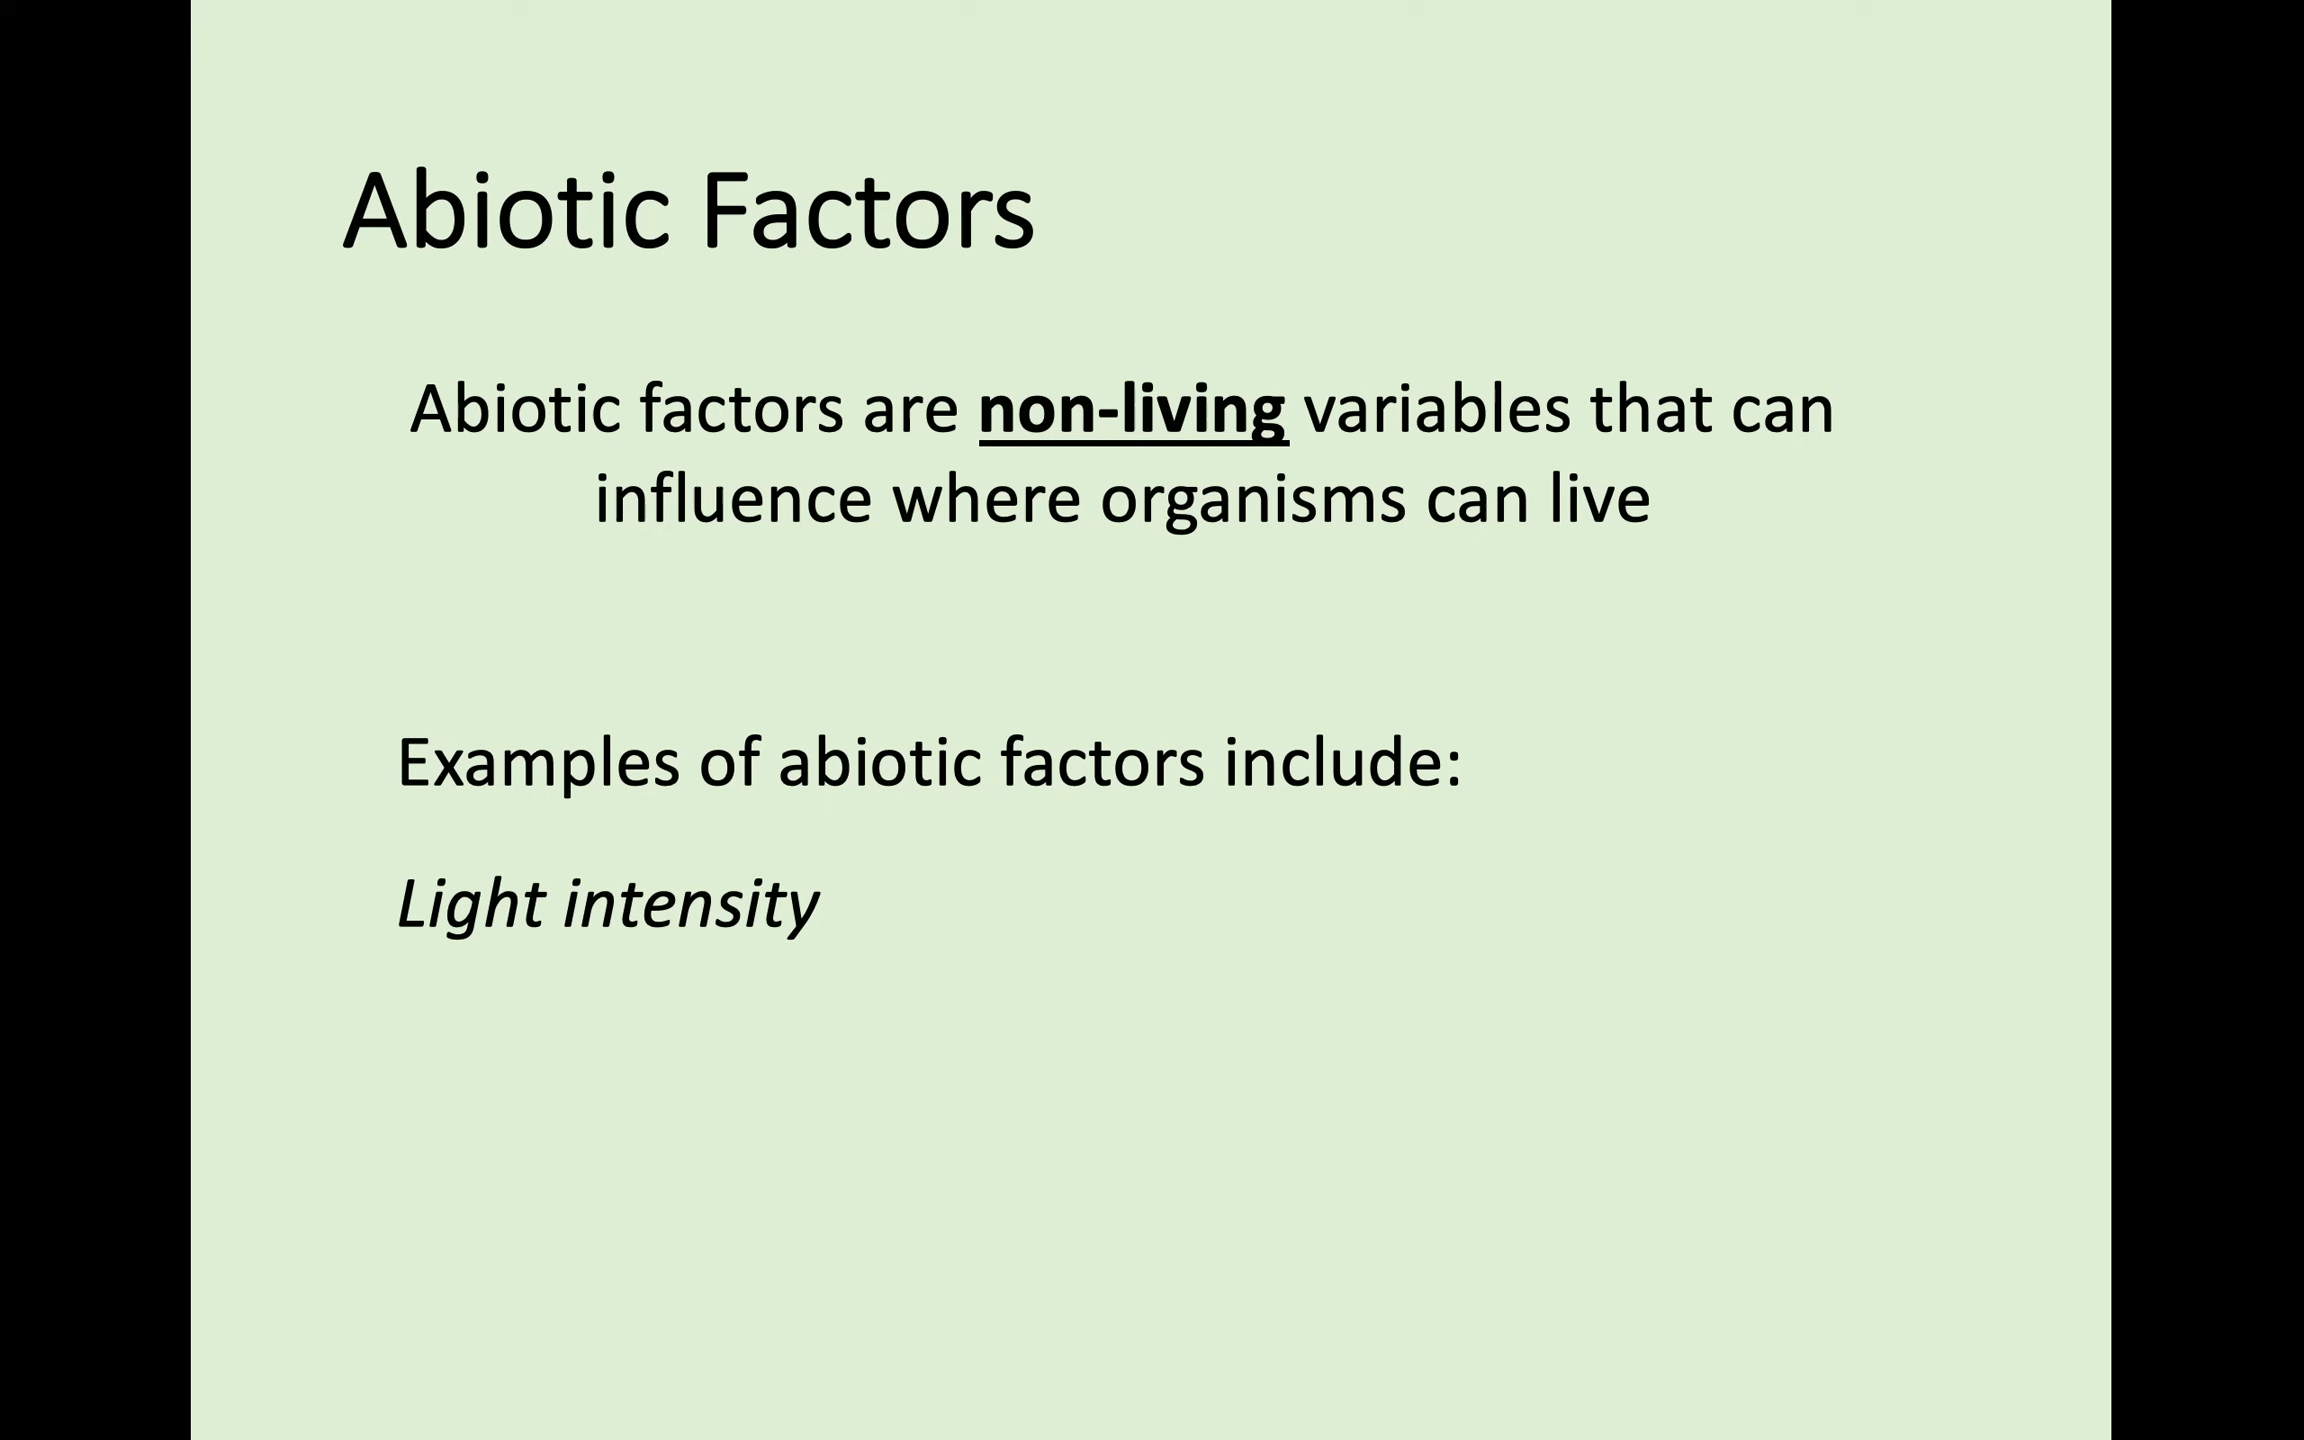 Abiotic Factors
Abiotic factors are non-living variables that can
influence where organisms can live
Examples of abiotic factors include:
Light intensity